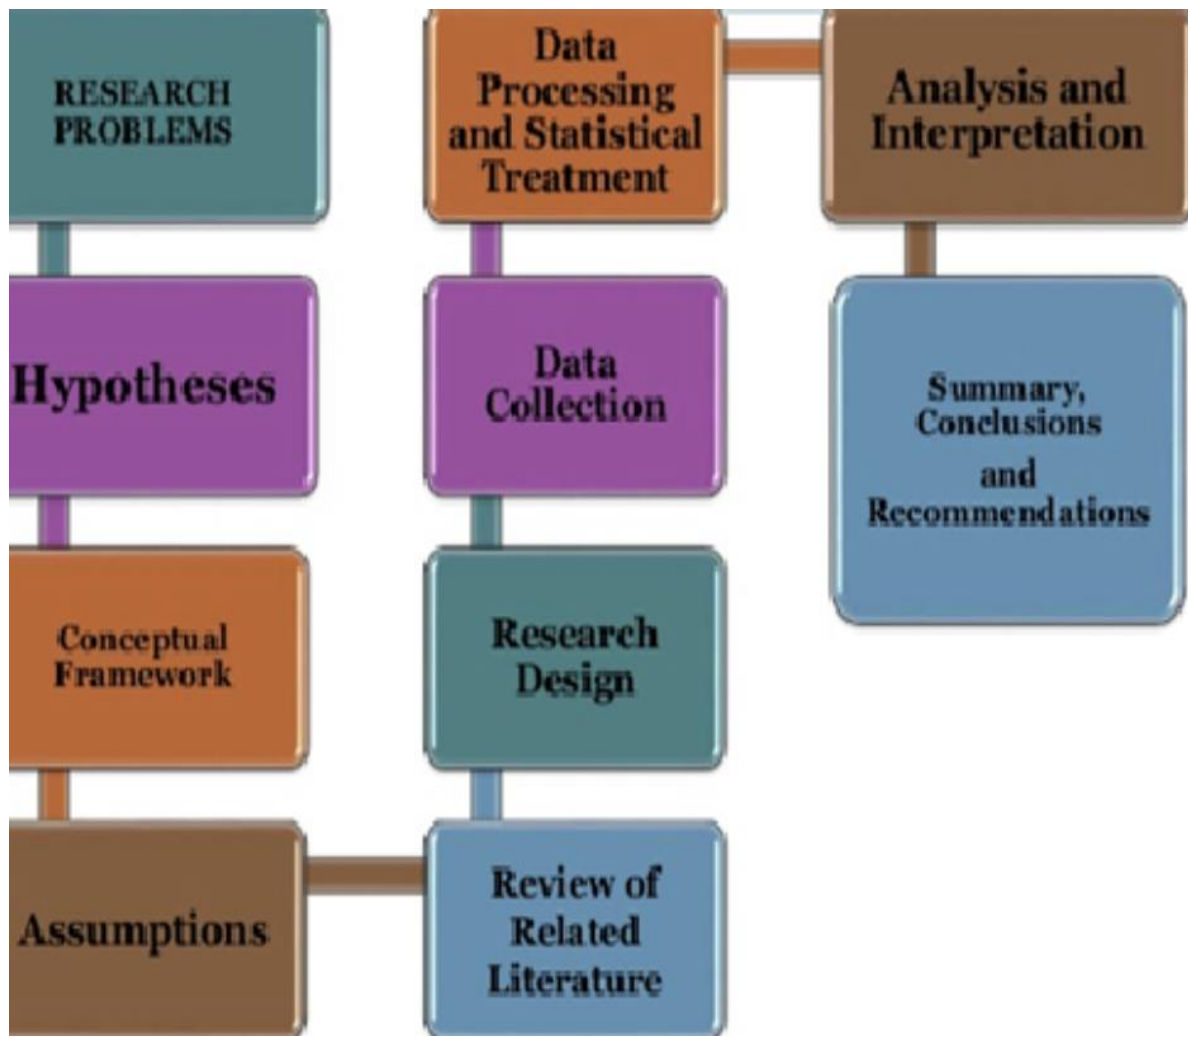 RESEARCH
PROBLEMS
Hypotheses
Conceptual
Framework
Assumptions
Review of
Related
Literature
Research
Design
Data
Collection
Data
Processing
and Statistical
Treatment
Analysis and
Interpretation
Summary,
Conclusions
and
Recommendations